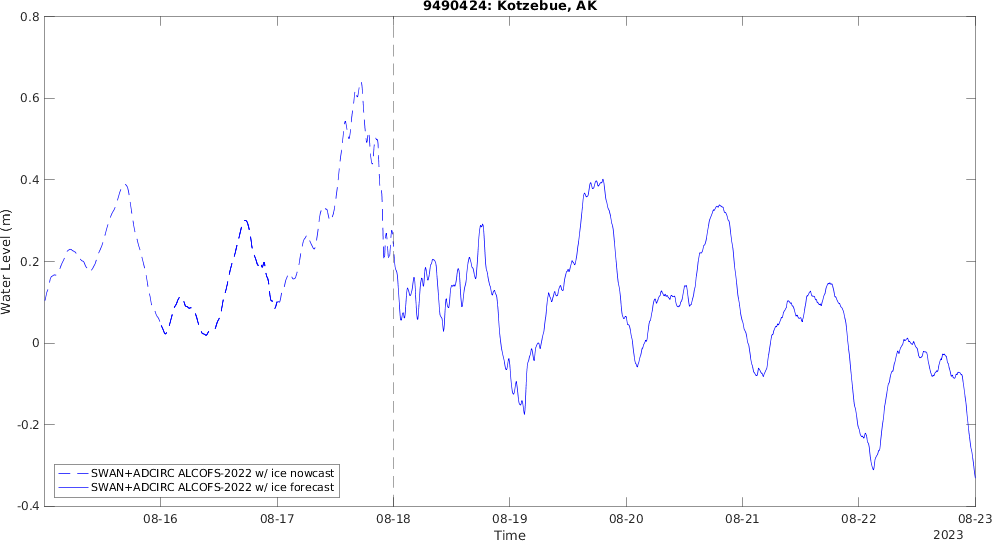 9490424: Kotzebue, AK
0.8
0.6
0.4
0.2
0
-0.2
-0.4
Water Level (m)
SWAN+ADCIRC ALCOFS-2022 w/ ice nowcast
SWAN+ADCIRC ALCOFS-2022 w/ ice forecast
08-16 08-17 08-18 08-19 08-20 08-21 08-22 08-23
Time
2023